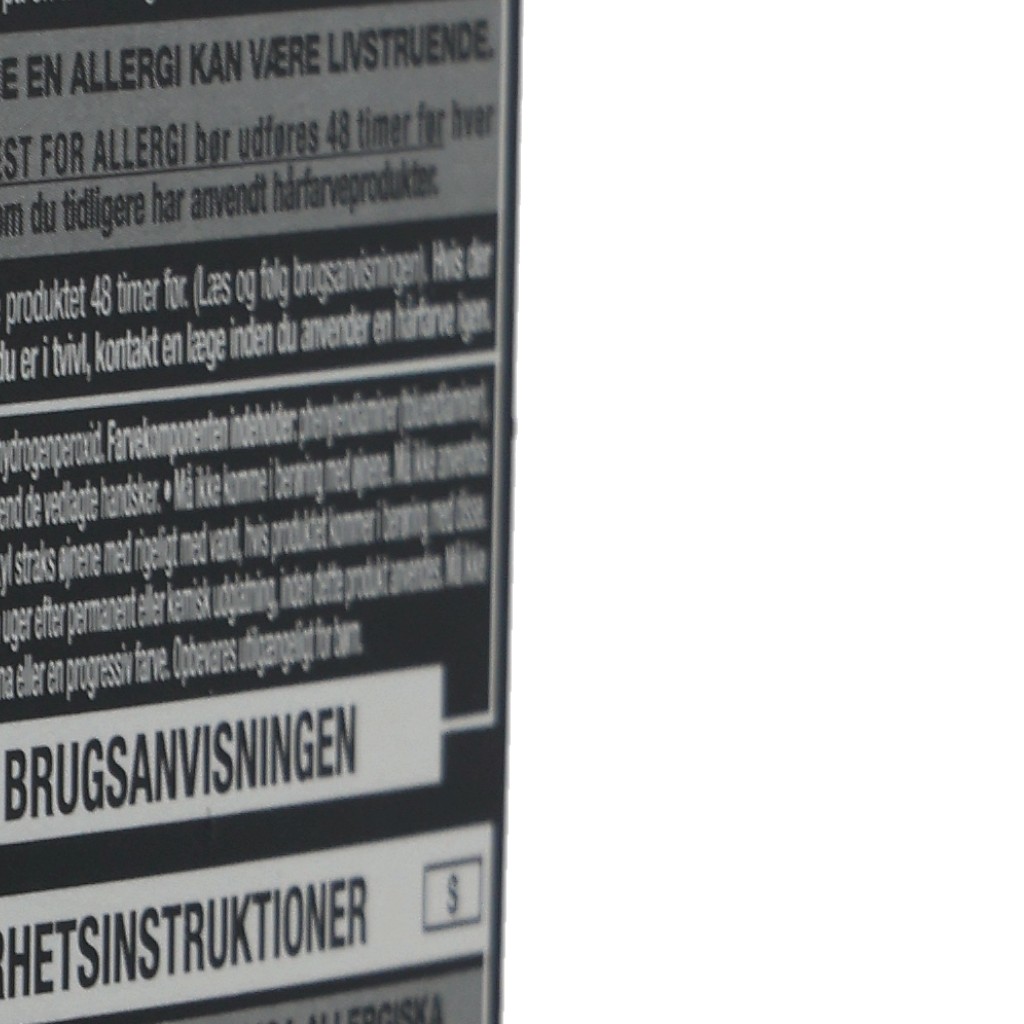 E EN ALLERGI KAN VÆRE LIVSTRUENDE.
EST FOR ALLERGI bør udføres 48 timer før hver
om du tidligere har anvendt hårfarveprodukter.
produktet 48 timer før. (Læs og følg brugsanvisningen). Hvis der
du er i tvivl, kontakt en læge inden du anvender en hårfarve igen.
hydrogenperoxid. Farvekomponenten indeholder: phenylendiaminer (toluendiaminer),
end de vedlagte handsker. • Må ikke komme i berøring med øjnene. Må ikke anvendes
yl straks øjnene med rigeligt med vand, hvis produktet kommer i berøring med disse
uger efter permanent eller kemisk udglatning, inden dette produkt anvendes. Må ikke
na eller en progressiv farve. Opbevares utilgængeligt for børn.
BRUGSANVISNINGEN
RHETSINSTRUKTIONER S
ALLERGISKA